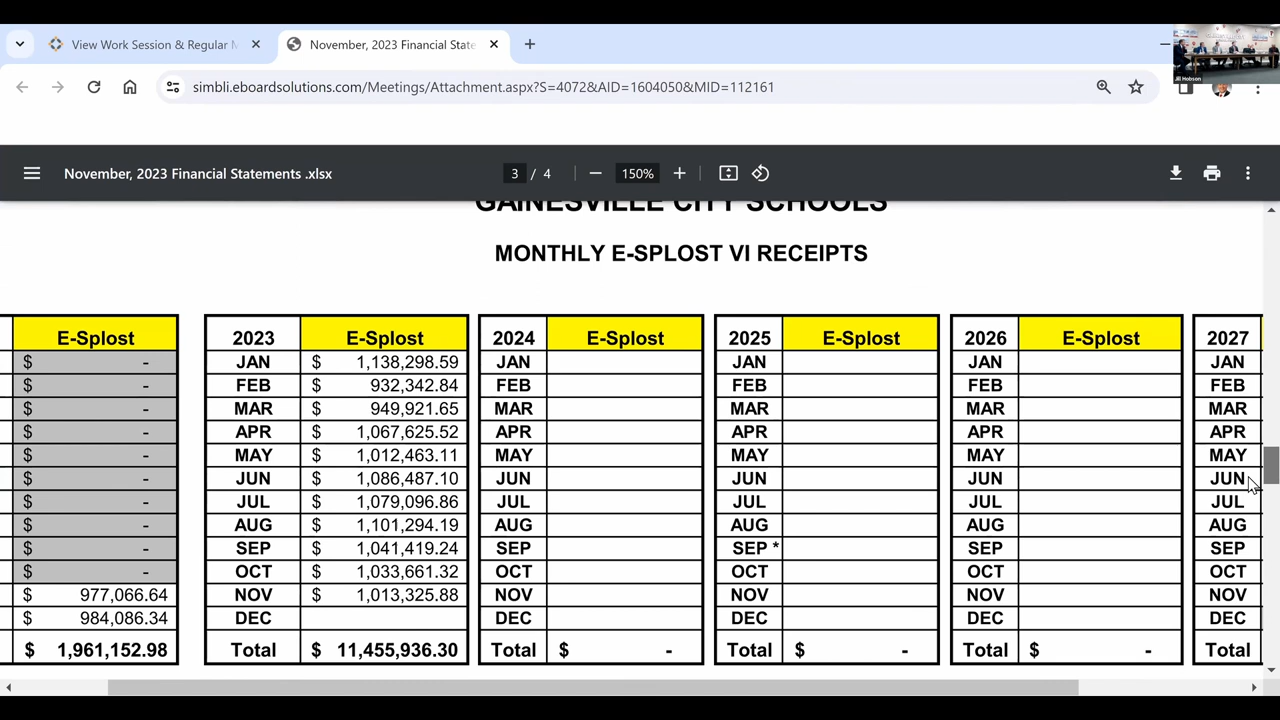 View Work Session & Regular M
November, 2023 Financial State
simbli.eboardsolutions.com/Meetings/Attachment.aspx?S=4072&AID=1604050&MID=112161
Jill Hobson
November, 2023 Financial Statements .xlsx
3 / 4
150%
GAINESVILLE CITY SCHOOLS
MONTHLY E-SPLOST VI RECEIPTS
E-Splost 2023 E-Splost 2024 E-Splost 2025 E-Splost 2026 E-Splost 2027
$ - JAN $ 1,138,298.59 JAN JAN JAN JAN
$ - FEB $ 932,342.84 FEB FEB FEB FEB
$ - MAR $ 949,921.65 MAR MAR MAR MAR
$ - APR $ 1,067,625.52 APR APR APR APR
$ - MAY $ 1,012,463.11 MAY MAY MAY MAY
$ - JUN $ 1,086,487.10 JUN JUN JUN JUN
$ - JUL $ 1,079,096.86 JUL JUL JUL JUL
$ - AUG $ 1,101,294.19 AUG AUG AUG AUG
$ - SEP $ 1,041,419.24 SEP SEP * SEP SEP
$ - OCT $ 1,033,661.32 OCT OCT OCT OCT
$ 977,066.64 NOV $ 1,013,325.88 NOV NOV NOV NOV
$ 984,086.34 DEC DEC DEC DEC DEC
$ 1,961,152.98 Total $ 11,455,936.30 Total $ - Total $ - Total $ - Total